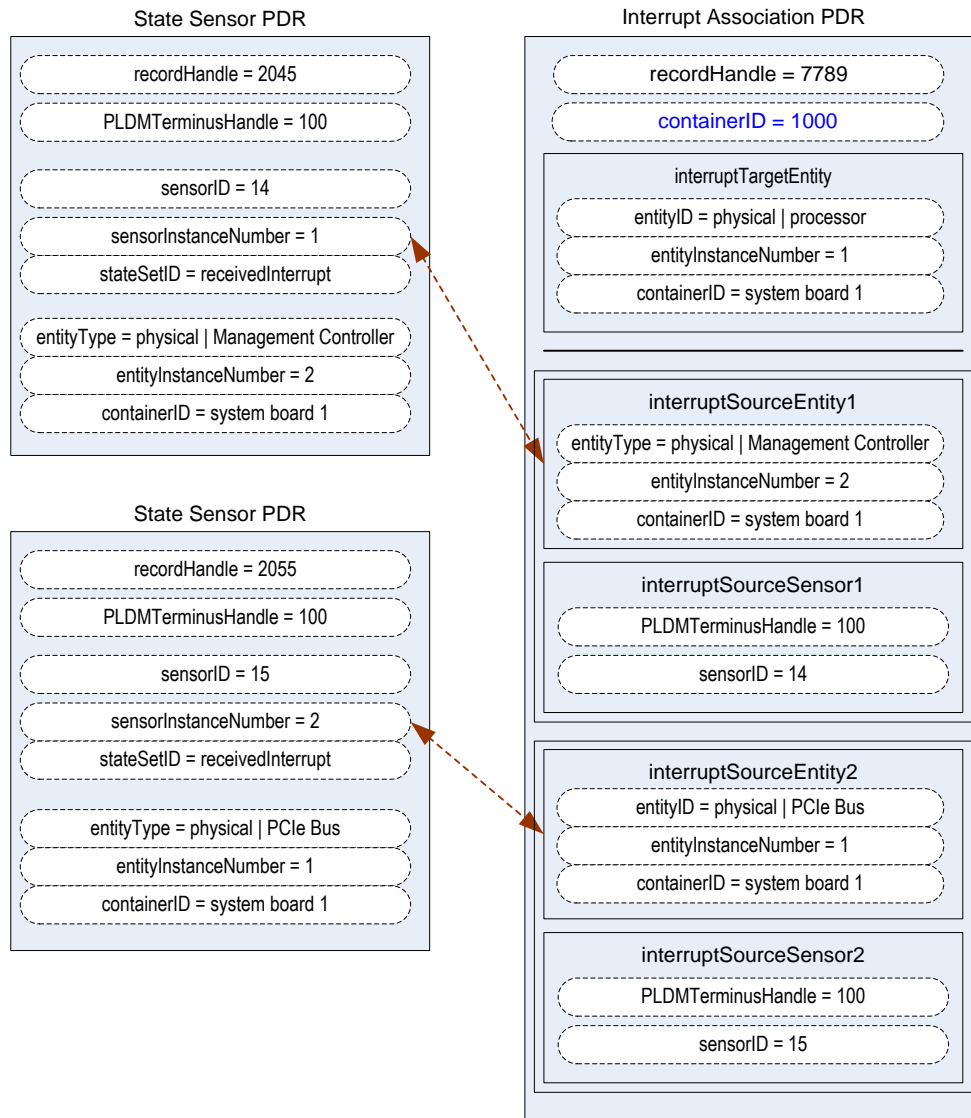 State Sensor PDR
recordHandle = 2045
PLDMTerminusHandle = 100
sensorID = 14
sensorInstanceNumber = 1
stateSetID = receivedInterrupt
entityType = physical | Management Controller
entityInstanceNumber = 2
containerID = system board 1
State Sensor PDR
recordHandle = 2055
PLDMTerminusHandle = 100
sensorID = 15
sensorInstanceNumber = 2
stateSetID = receivedInterrupt
entityType = physical | PCIe Bus
entityInstanceNumber = 1
containerID = system board 1
Interrupt Association PDR
recordHandle = 7789
containerID = 1000
interruptTargetEntity
entityID = physical | processor
entityInstanceNumber = 1
containerID = system board 1
interruptSourceEntity1
entityType = physical | Management Controller
entityInstanceNumber = 2
containerID = system board 1
interruptSourceSensor1
PLDMTerminusHandle = 100
sensorID = 14
interruptSourceEntity2
entityID = physical | PCIe Bus
entityInstanceNumber = 1
containerID = system board 1
interruptSourceSensor2
PLDMTerminusHandle = 100
sensorID = 15